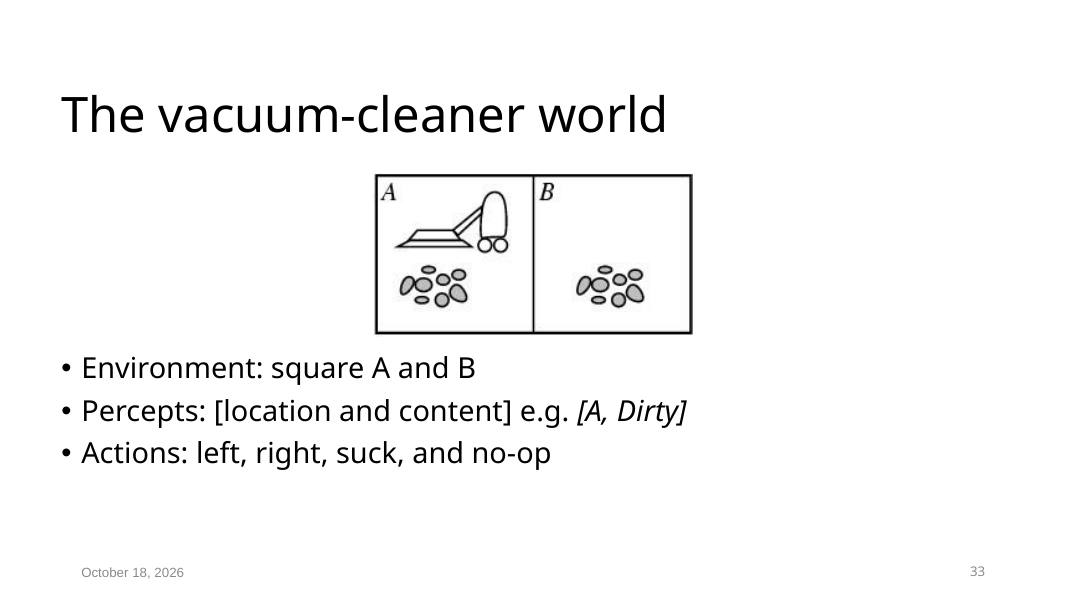 The vacuum-cleaner world
A
B
• Environment: square A and B
• Percepts: [location and content] e.g. [A, Dirty]
• Actions: left, right, suck, and no-op
October 18, 2026
33